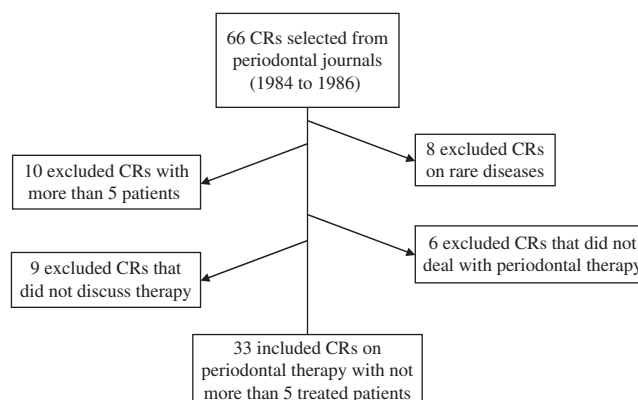 66 CRs selected from
periodontal journals
(1984 to 1986)
8 excluded CRs
on rare diseases
10 excluded CRs with
more than 5 patients
6 excluded CRs that did not
deal with periodontal therapy
9 excluded CRs that
did not discuss therapy
33 included CRs on
periodontal therapy with not
more than 5 treated patients